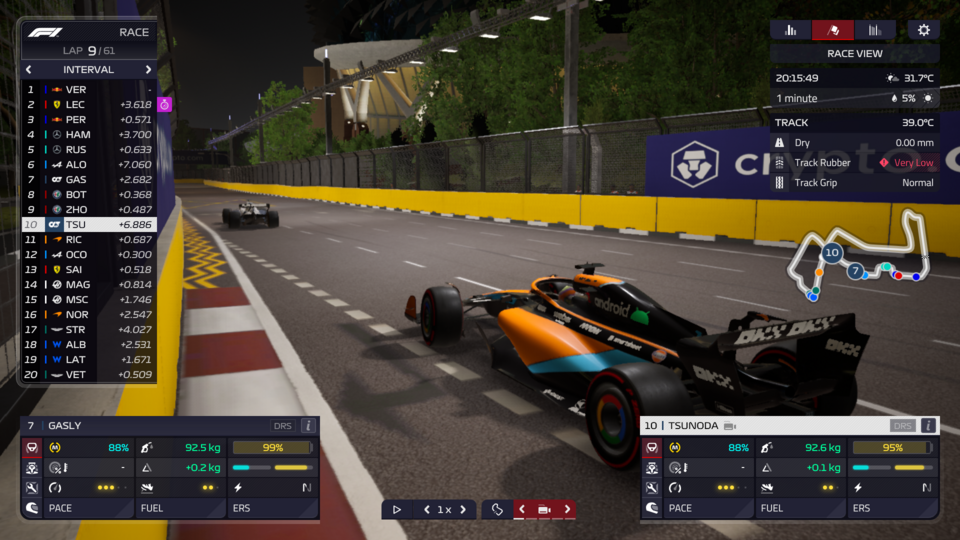 F1 RACE
LAP 9/61
INTERVAL
1 VER -
2 LEC +3.618
3 PER +0.571
4 HAM +3.700
5 RUS +0.633
6 ALO +7.060
7 GAS +2.682
8 BOT +0.368
9 ZHO +0.487
10 TSU +6.886
11 RIC +0.687
12 OCO +0.300
13 SAI +0.518
14 MAG +0.814
15 MSC +1.746
16 NOR +2.547
17 STR +4.027
18 ALB +2.531
19 LAT +1.671
20 VET +0.509
RACE VIEW
20:15:49 31.7°C
1 minute 5%
TRACK 39.0°C
Dry 0.00 mm
Track Rubber Very Low
Track Grip Normal
crypto
10
7
android
OKX OKX
OKX
OKX
7 GASLY DRS i
M 88% 92.5 kg 99%
- +0.2 kg
N
PACE FUEL ERS
1x
10 TSUNODA DRS i
M 88% 92.6 kg 95%
- +0.1 kg
N
PACE FUEL ERS